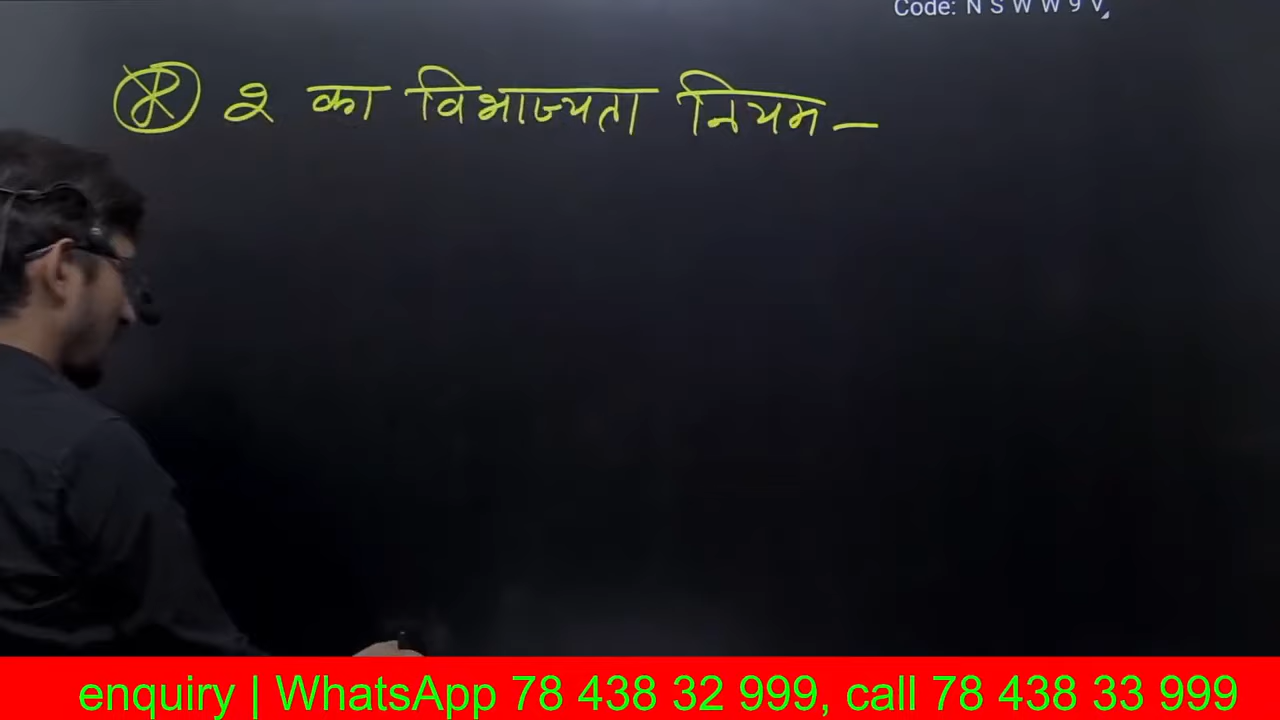 Code: N S W W 9 V
2 का विभाज्यता नियम -
enquiry | WhatsApp 78 438 32 999, call 78 438 33 999